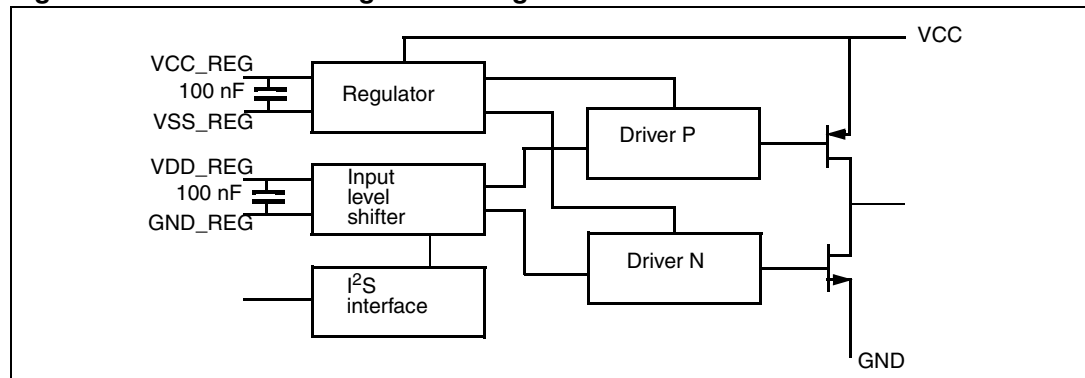 VCC
VCC_REG
100 nF
VSS_REG
Regulator
Driver P
VDD_REG
100 nF
GND_REG
Input
level
shifter
Driver N
I²S
interface
GND